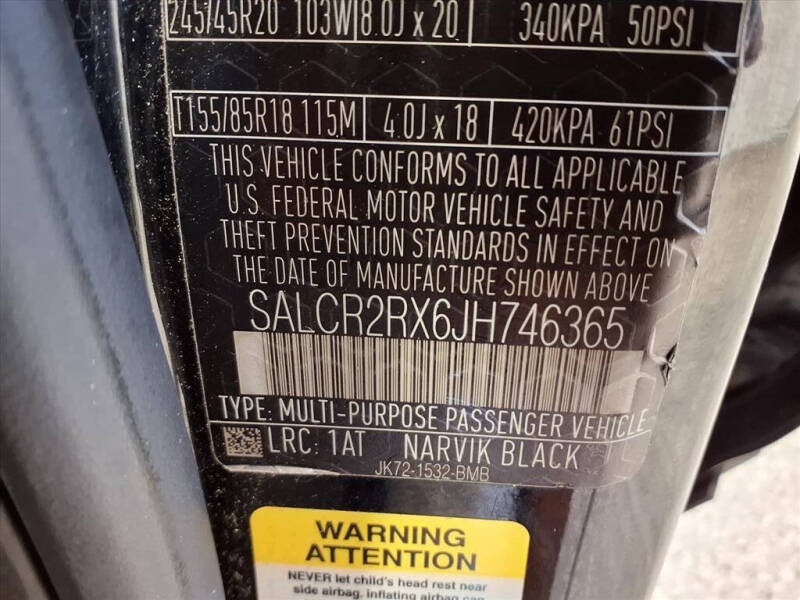 245/45R20 103W 8.0J x 20 340KPA 50PSI
T155/85R18 115M 4.0J x 18 420KPA 61PSI
THIS VEHICLE CONFORMS TO ALL APPLICABLE
U.S. FEDERAL MOTOR VEHICLE SAFETY AND
THEFT PREVENTION STANDARDS IN EFFECT ON
THE DATE OF MANUFACTURE SHOWN ABOVE
SALCR2RX6JH746365
TYPE: MULTI-PURPOSE PASSENGER VEHICLE
LRC: 1AT NARVIK BLACK
JK72-1532-BMB
WARNING
ATTENTION
NEVER let child's head rest near
side airbag, inflating airbag can